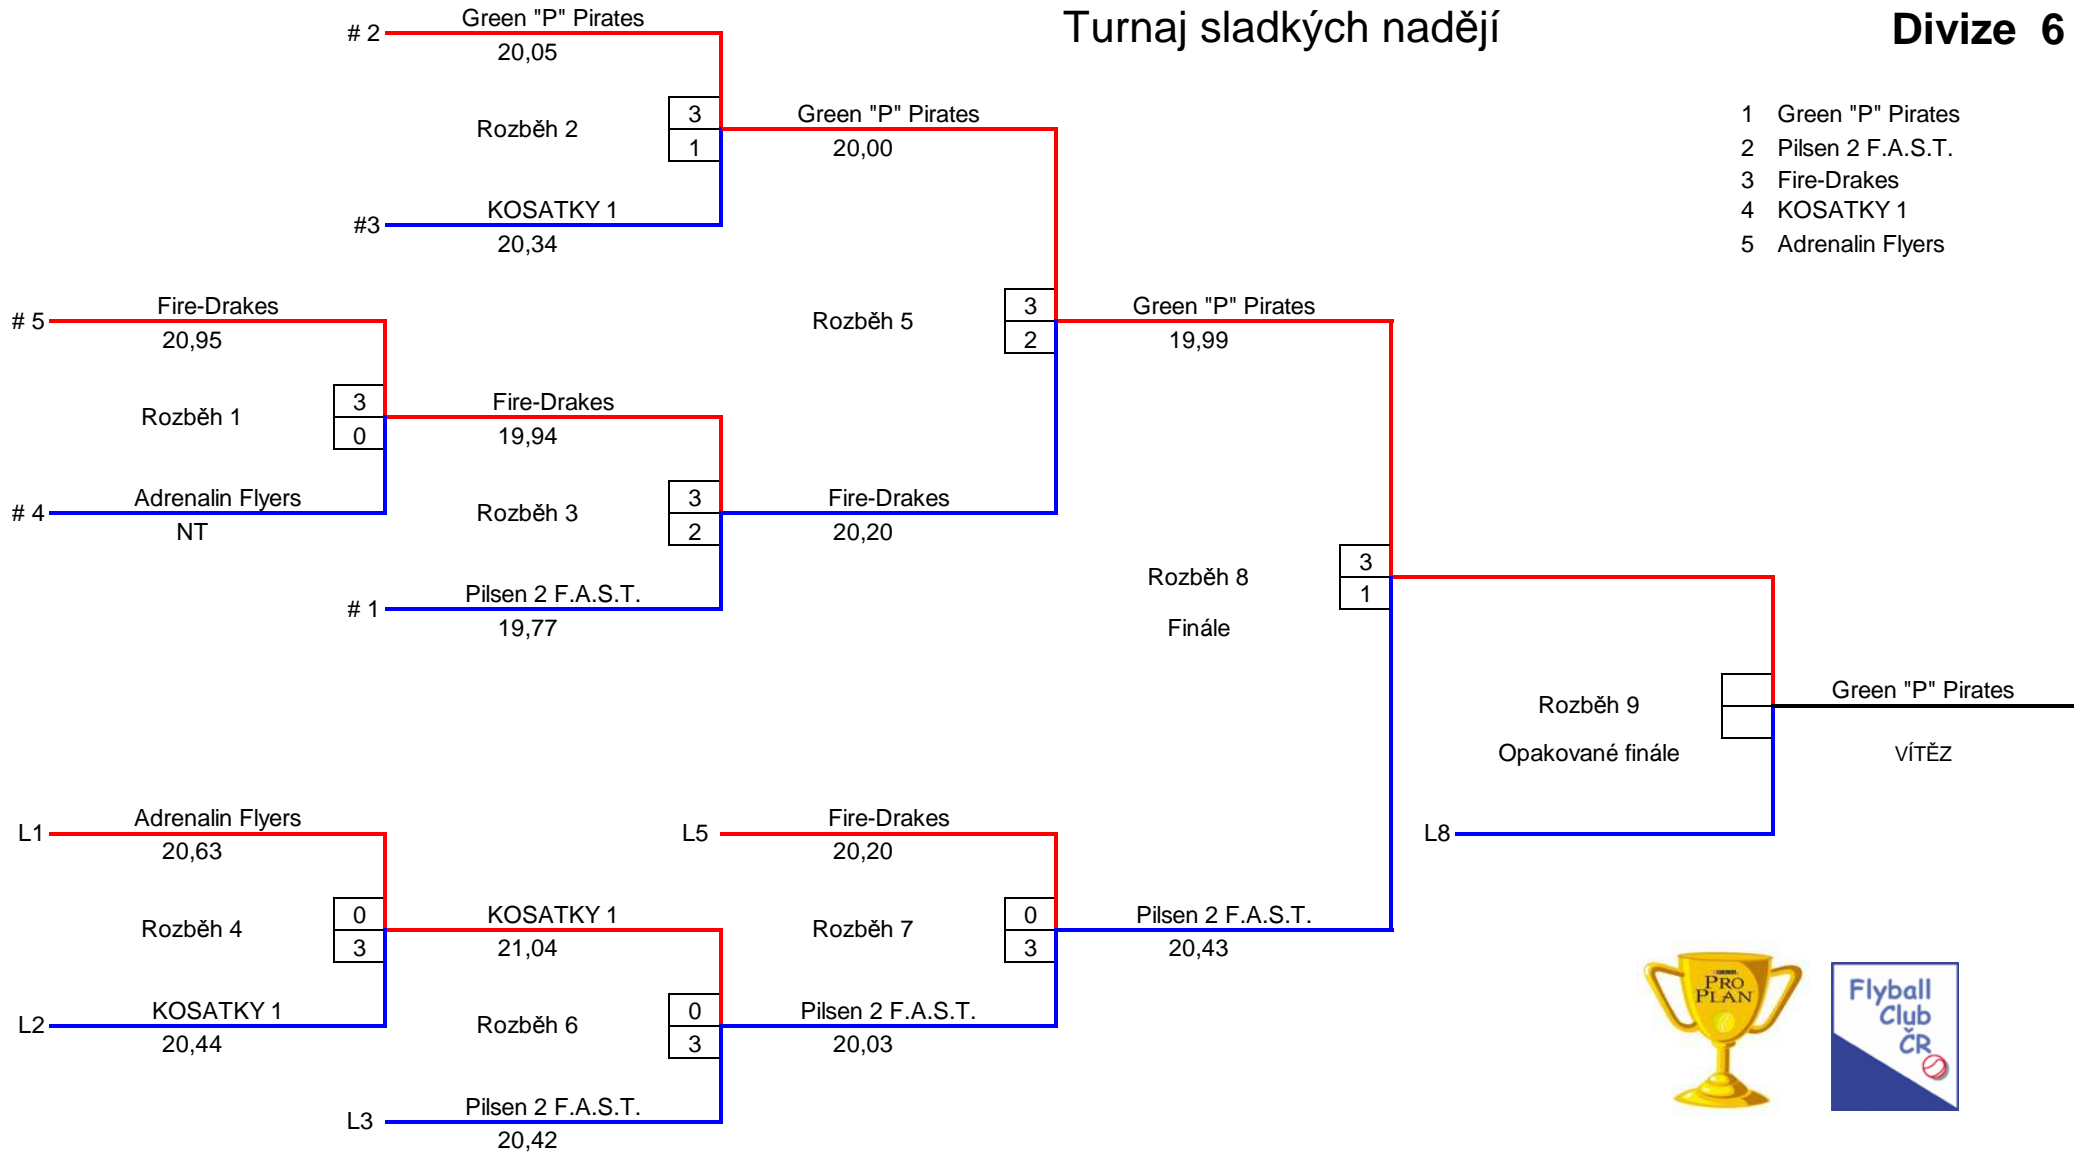 Turnaj sladkých nadějí
Divize 6
1 Green "P" Pirates
2 Pilsen 2 F.A.S.T.
3 Fire-Drakes
4 KOSATKY 1
5 Adrenalin Flyers
# 2
Green "P" Pirates
20,05
Rozběh 2
3
1
#3
KOSATKY 1
20,34
Green "P" Pirates
20,00
# 5
Fire-Drakes
20,95
Rozběh 1
3
0
# 4
Adrenalin Flyers
NT
Fire-Drakes
19,94
Rozběh 3
3
2
# 1
Pilsen 2 F.A.S.T.
19,77
Rozběh 5
3
2
Fire-Drakes
20,20
Green "P" Pirates
19,99
Rozběh 8
Finále
3
1
Rozběh 9
Opakované finále
Green "P" Pirates
VÍTĚZ
L8
L1
Adrenalin Flyers
20,63
Rozběh 4
0
3
L2
KOSATKY 1
20,44
KOSATKY 1
21,04
Rozběh 6
0
3
L3
Pilsen 2 F.A.S.T.
20,42
L5
Fire-Drakes
20,20
Rozběh 7
0
3
Pilsen 2 F.A.S.T.
20,03
Pilsen 2 F.A.S.T.
20,43
PRO
PLAN
Flyball
Club
ČR